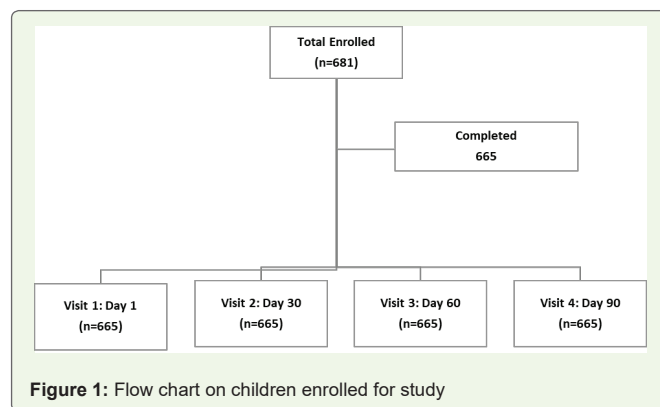 Total Enrolled
(n=681)
Completed
665
Visit 1: Day 1
(n=665)
Visit 2: Day 30
(n=665)
Visit 3: Day 60
(n=665)
Visit 4: Day 90
(n=665)
Figure 1: Flow chart on children enrolled for study